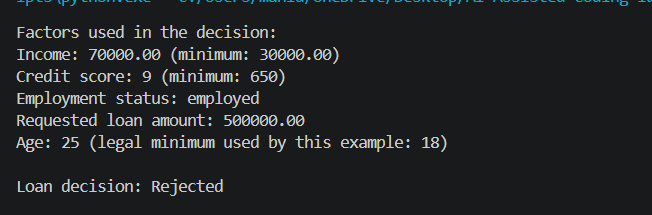 Factors used in the decision:
Income: 70000.00 (minimum: 30000.00)
Credit score: 9 (minimum: 650)
Employment status: employed
Requested loan amount: 500000.00
Age: 25 (legal minimum used by this example: 18)
Loan decision: Rejected